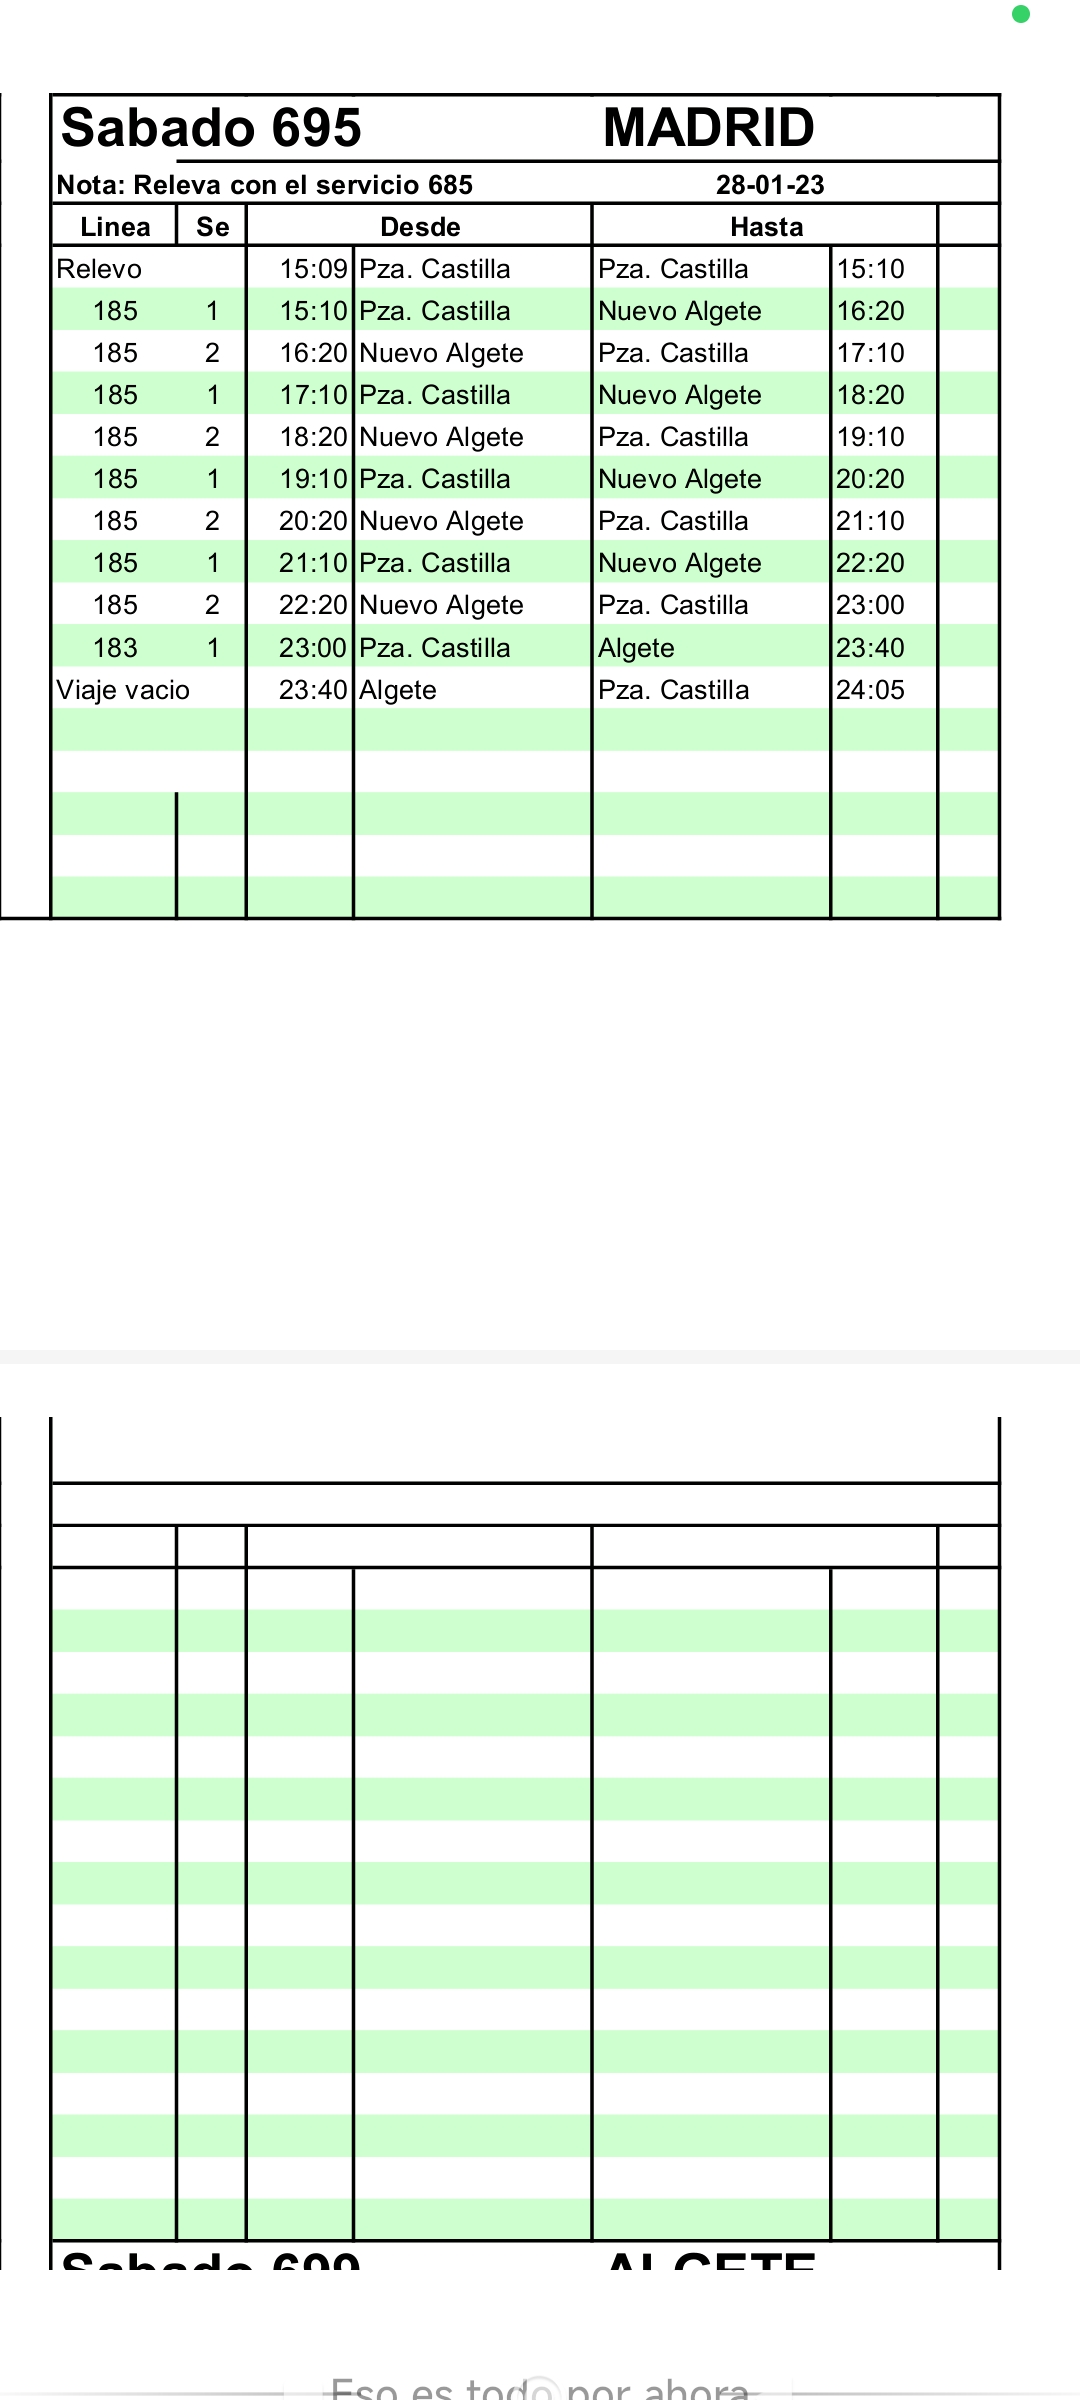 Sabado 695 MADRID
Nota: Releva con el servicio 685 28-01-23
Linea Se Desde Hasta
Relevo 15:09 Pza. Castilla Pza. Castilla 15:10
185 1 15:10 Pza. Castilla Nuevo Algete 16:20
185 2 16:20 Nuevo Algete Pza. Castilla 17:10
185 1 17:10 Pza. Castilla Nuevo Algete 18:20
185 2 18:20 Nuevo Algete Pza. Castilla 19:10
185 1 19:10 Pza. Castilla Nuevo Algete 20:20
185 2 20:20 Nuevo Algete Pza. Castilla 21:10
185 1 21:10 Pza. Castilla Nuevo Algete 22:20
185 2 22:20 Nuevo Algete Pza. Castilla 23:00
183 1 23:00 Pza. Castilla Algete 23:40
Viaje vacio 23:40 Algete Pza. Castilla 24:05
Sabado 699 ALGETE
Eso es todo por ahora